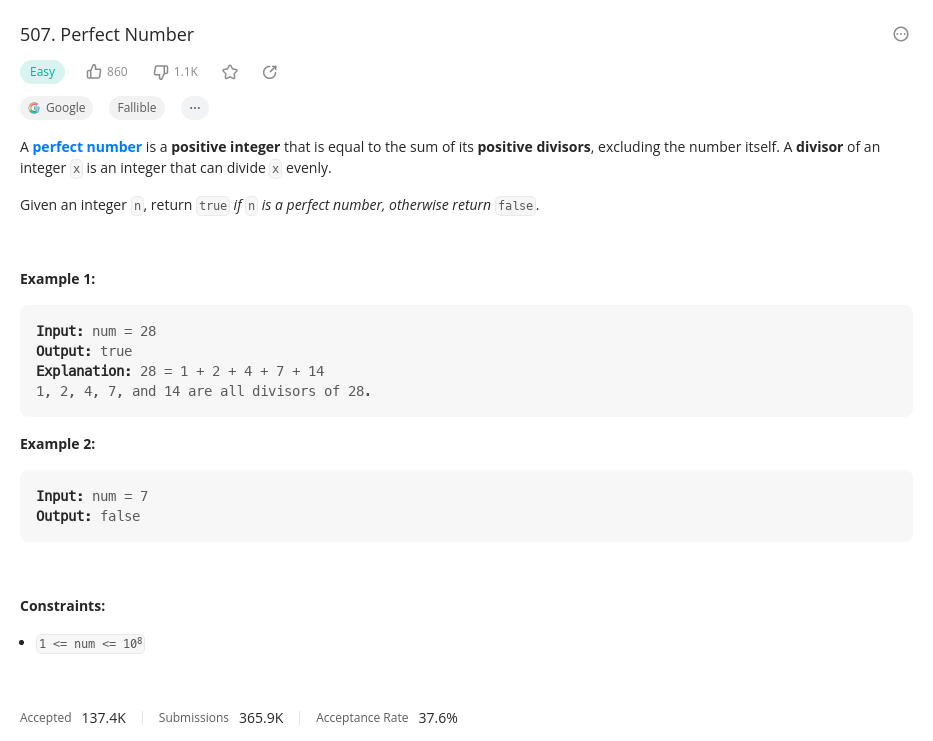 507. Perfect Number
Easy 860 1.1K
Google Fallible ...
A perfect number is a positive integer that is equal to the sum of its positive divisors, excluding the number itself. A divisor of an
integer x is an integer that can divide x evenly.
Given an integer n, return true if n is a perfect number, otherwise return false.
Example 1:
Input: num = 28
Output: true
Explanation: 28 = 1 + 2 + 4 + 7 + 14
1, 2, 4, 7, and 14 are all divisors of 28.
Example 2:
Input: num = 7
Output: false
Constraints:
• 1 <= num <= 10⁸
Accepted 137.4K Submissions 365.9K Acceptance Rate 37.6%